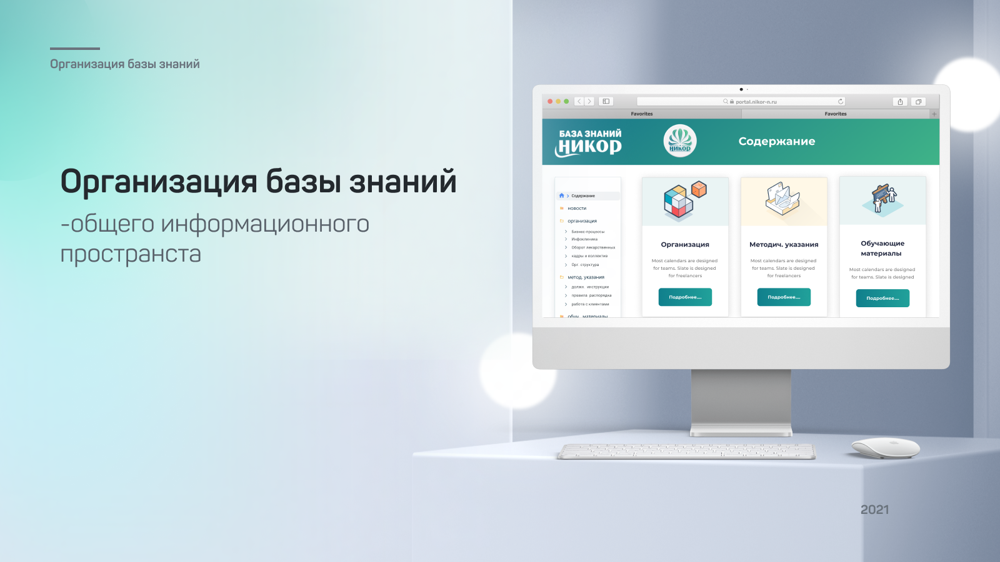 Организация базы знаний
Организация базы знаний
-общего информационного
пространста
portal.nikor-n.ru
Favorites
Favorites
БАЗА ЗНАНИЙ
НИКОР
НИКОР
Содержание
Содержание
новости
организация
Бизнес-процессы
Инфоклиника
Оборот лекарственных
кадры и коллектив
Орг. структура
метод. указания
должн. инструкции
правила распорядка
работа с клиентами
обуч. материалы
Организация
Most calendars are designed
for teams. Slate is designed
for freelancers
Подробнее....
Методич. указания
Most calendars are designed
for teams. Slate is designed
for freelancers
Подробнее....
Обучающие
материалы
Most calendars are designed
for teams. Slate is designed
Подробнее....
2021